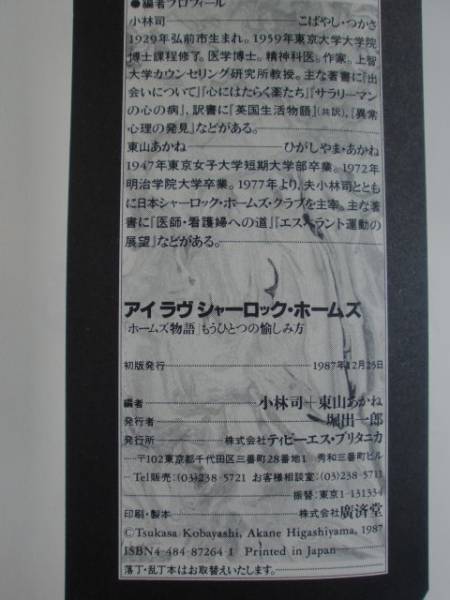 ●編者プロフィール
小林司——こばやし・つかさ
1929年弘前市生まれ。1959年東京大学大学院
博士課程修了。医学博士。精神科医。作家。上智
大学カウンセリング研究所教授。主な著書に『出
会いについて』『心にはたらく薬たち』『サラリーマン
の心の病』、訳書に『英国生活物語』(共訳)、『異常
心理の発見』などがある。
東山あかね——ひがしやま・あかね
1947年東京女子大学短期大学部卒業。1972年
明治学院大学卒業。1977年より、夫小林司ととも
に日本シャーロック・ホームズ・クラブを主宰。主な著
書に『医師・看護婦への道』『エスペラント運動の
展望』などがある。
アイ ラヴ シャーロック・ホームズ
「ホームズ物語」もうひとつの愉しみ方
初版発行——1987年12月25日
編者——小林司+東山あかね
発行者——堀出一郎
発行所——株式会社ティビーエス・ブリタニカ
〒102東京都千代田区三番町28番地1 秀和三番町ビル
Tel販売:(03)238-5721 お客様相談室:(03)238-5711
振替:東京1-131334
印刷・製本——株式会社 廣済堂
©Tsukasa Kobayashi, Akane Higashiyama, 1987
ISBN4-484-87264-1 Printed in Japan
落丁・乱丁本はお取替えいたします。